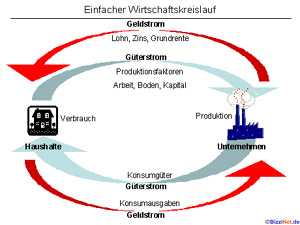 Einfacher Wirtschaftskreislauf
Geldstrom
Lohn, Zins, Grundrente
Güterstrom
Produktionsfaktoren
Arbeit, Boden, Kapital
Verbrauch
Produktion
Haushalte
Unternehmen
Konsumgüter
Güterstrom
Konsumausgaben
Geldstrom
©BizziNet.de